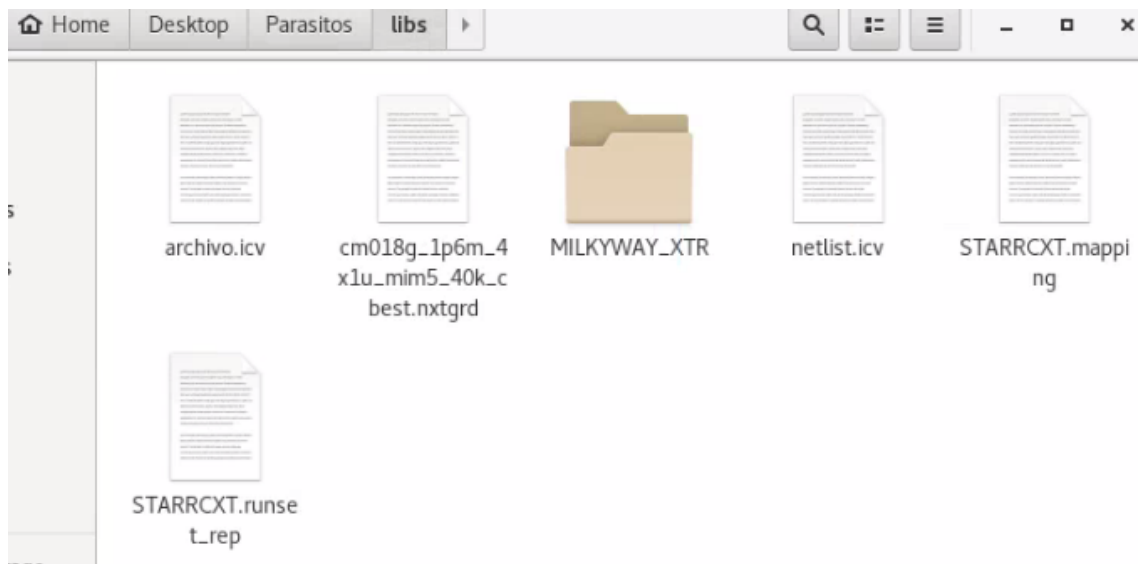 Home Desktop Parasitos libs
archivo.icv
cm018g_1p6m_4
x1u_mim5_40k_c
best.nxtgrd
MILKYWAY_XTR
netlist.icv
STARRCXT.mappi
ng
STARRCXT.runse
t_rep